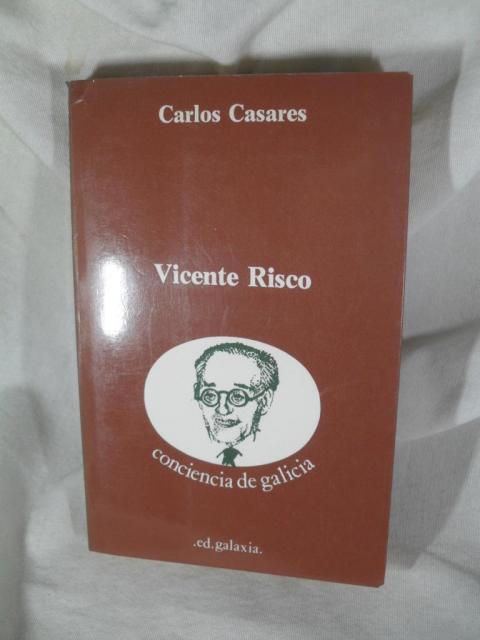 Carlos Casares
Vicente Risco
conciencia de galicia
.ed.galaxia.